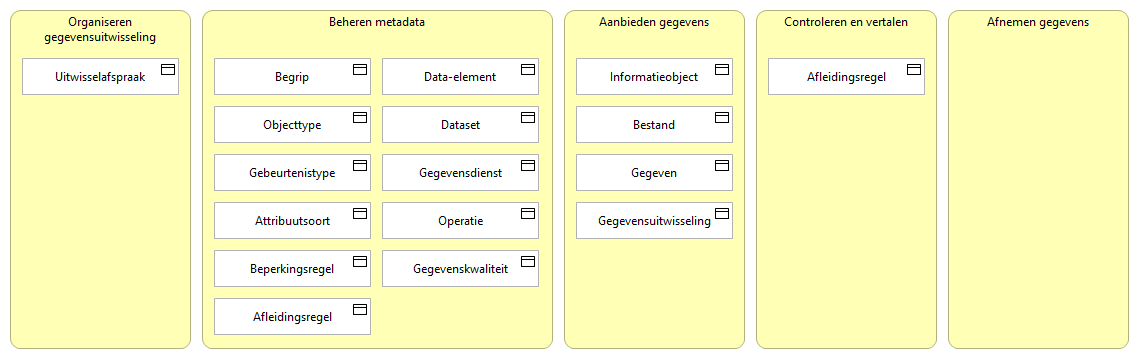 Organiseren
gegevensuitwisseling
Uitwisselafspraak
Beheren metadata
Begrip
Data-element
Objecttype
Dataset
Gebeurtenistype
Gegevensdienst
Attribuutsoort
Operatie
Beperkingsregel
Gegevenskwaliteit
Afleidingsregel
Aanbieden gegevens
Informatieobject
Bestand
Gegeven
Gegevensuitwisseling
Controleren en vertalen
Afleidingsregel
Afnemen gegevens